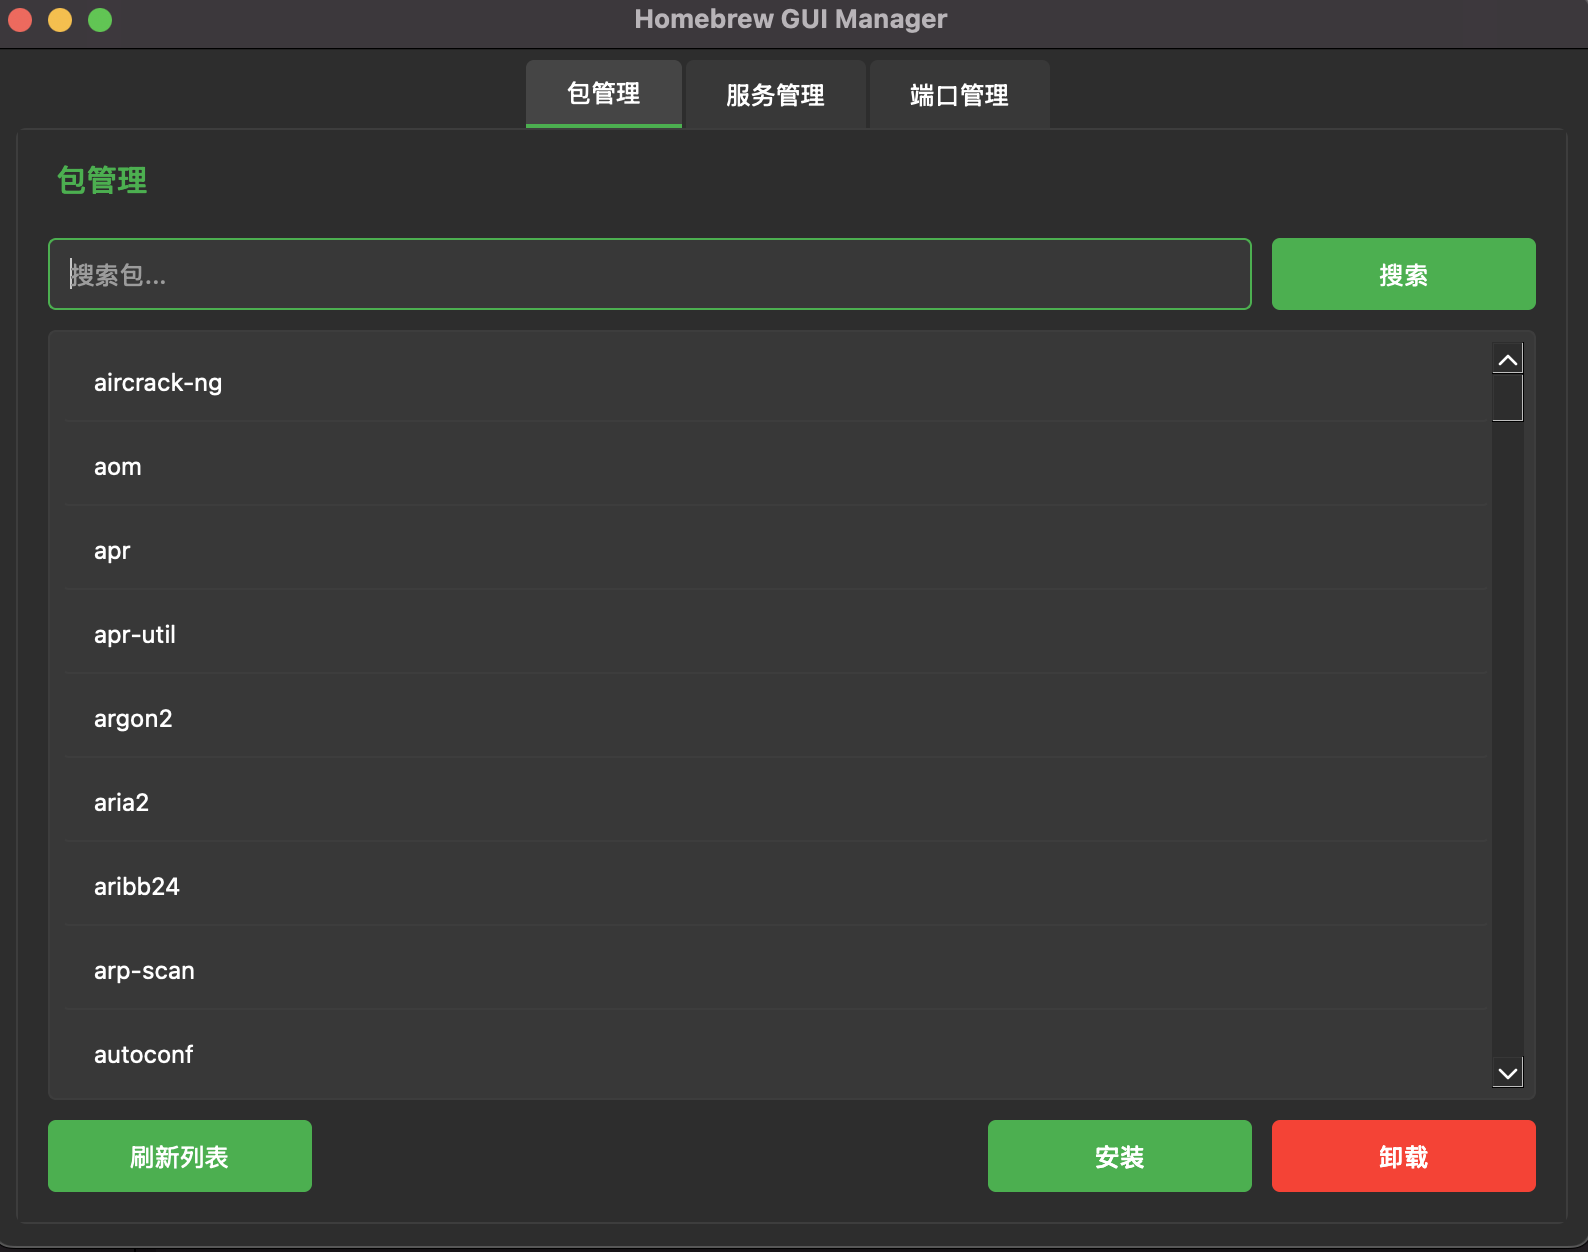 Homebrew GUI Manager
包管理 服务管理 端口管理
包管理
搜索包... 搜索
aircrack-ng
aom
apr
apr-util
argon2
aria2
aribb24
arp-scan
autoconf
刷新列表 安装 卸载